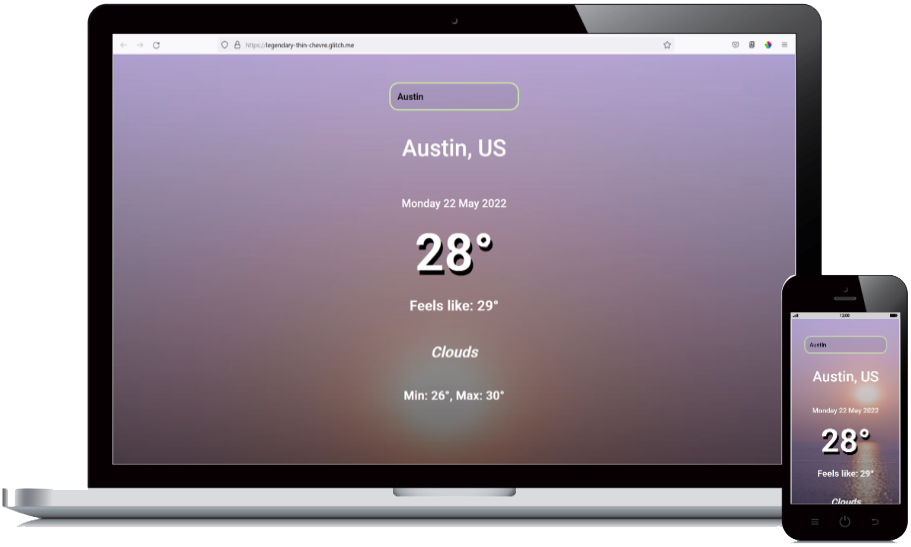 https://legendary-thin-chevre.glitch.me
Austin
Austin, US
Monday 22 May 2022
28°
Feels like: 29°
Clouds
Min: 26°, Max: 30°
12:00
Austin
Austin, US
Monday 22 May 2022
28°
Feels like: 29°
Clouds